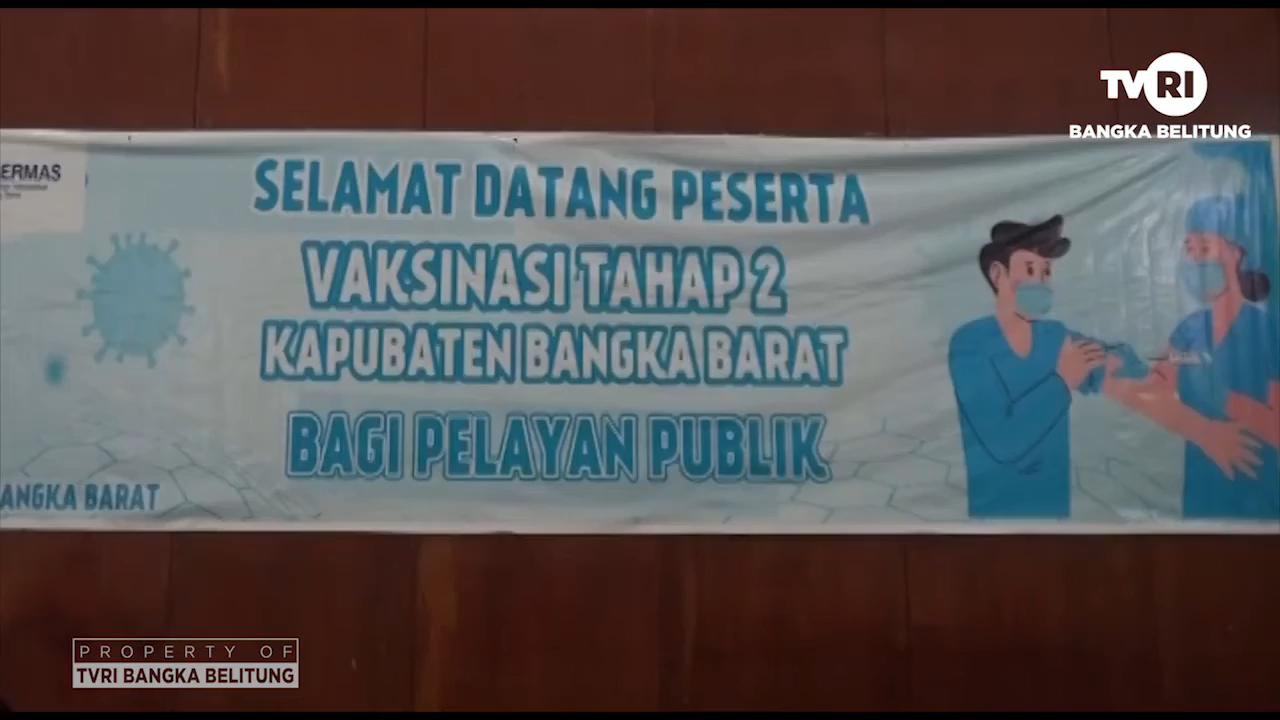 TVRI
BANGKA BELITUNG
ERMAS
SELAMAT DATANG PESERTA
VAKSINASI TAHAP 2
KAPUBATEN BANGKA BARAT
BAGI PELAYAN PUBLIK
ANGKA BARAT
PROPERTY OF
TVRI BANGKA BELITUNG